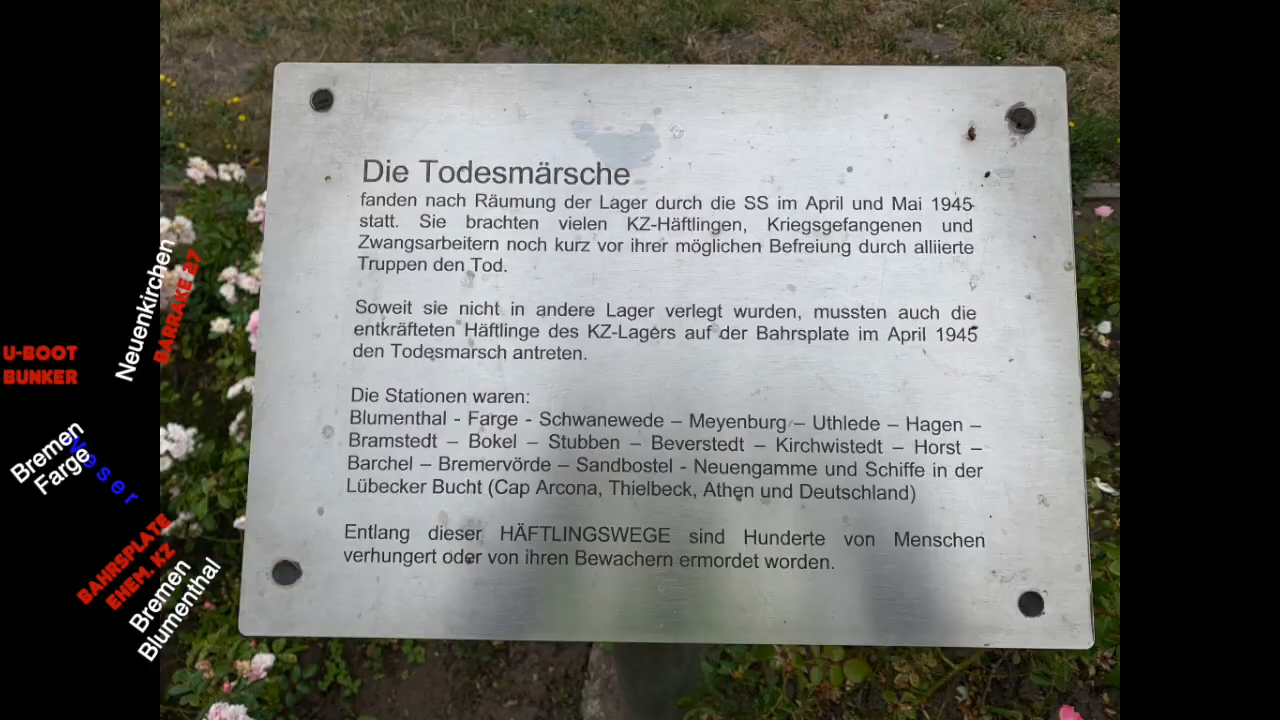 Die Todesmärsche
fanden nach Räumung der Lager durch die SS im April und Mai 1945
statt. Sie brachten vielen KZ-Häftlingen, Kriegsgefangenen und
Zwangsarbeitern noch kurz vor ihrer möglichen Befreiung durch alliierte
Truppen den Tod.
Soweit sie nicht in andere Lager verlegt wurden, mussten auch die
entkräfteten Häftlinge des KZ-Lagers auf der Bahrsplate im April 1945
den Todesmarsch antreten.
Die Stationen waren:
Blumenthal - Farge - Schwanewede – Meyenburg – Uthlede – Hagen –
Bramstedt – Bokel – Stubben – Beverstedt – Kirchwistedt – Horst –
Barchel – Bremervörde – Sandbostel - Neuengamme und Schiffe in der
Lübecker Bucht (Cap Arcona, Thielbeck, Athen und Deutschland)
Entlang dieser HÄFTLINGSWEGE sind Hunderte von Menschen
verhungert oder von ihren Bewachern ermordet worden.
Neuenkirchen
BARRAKE 27
U-BOOT
BUNKER
Bremen
Farge
Weser
BAHRSPLATE
EHEM. KZ
Bremen
Blumenthal